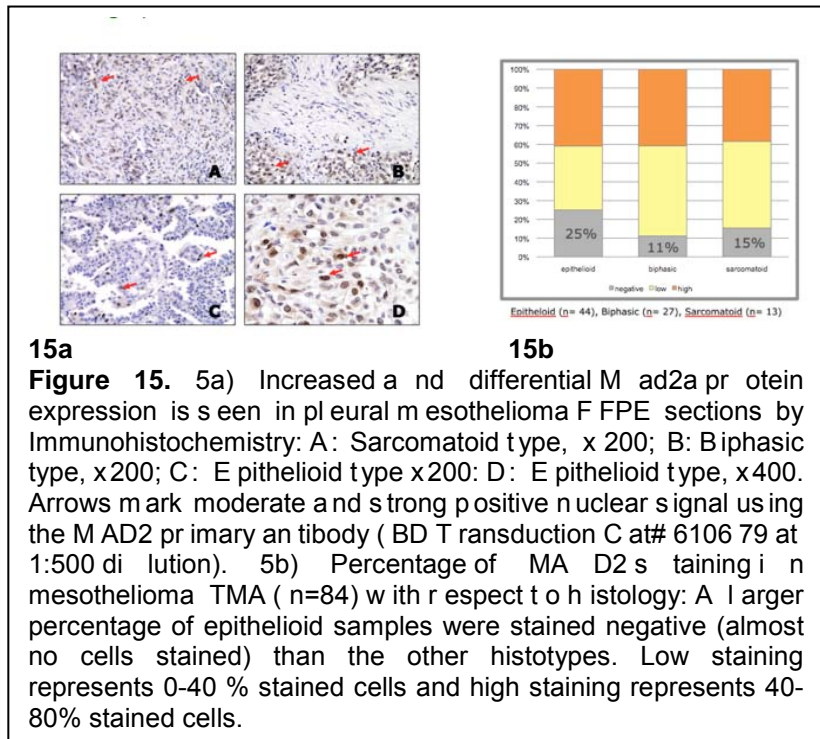 A
B
C
D
100%
90%
80%
70%
60%
50%
40%
30%
20%
10%
0%
25%
11%
15%
epithelioid biphasic sarcomatoid
negative low high
Epitheloid (n= 44), Biphasic (n= 27), Sarcomatoid (n= 13)
15a 15b
Figure 15. 5a) Increased a nd differential M ad2a pr otein
expression is s een in pl eural m esothelioma F FPE sections by
Immunohistochemistry: A : Sarcomatoid t ype, x 200; B: B iphasic
type, x 200; C : E pithelioid type x 200: D : E pithelioid type, x 400.
Arrows m ark moderate a nd s trong p ositive n uclear s ignal us ing
the M AD2 pr imary an tibody ( BD T ransduction C at# 6106 79 at
1:500 di lution). 5b) Percentage of MA D2 s taining i n
mesothelioma TMA ( n=84) w ith r espect t o h istology: A l arger
percentage of epithelioid samples were stained negative (almost
no cells stained) than the other histotypes. Low staining
represents 0-40 % stained cells and high staining represents 40-
80% stained cells.